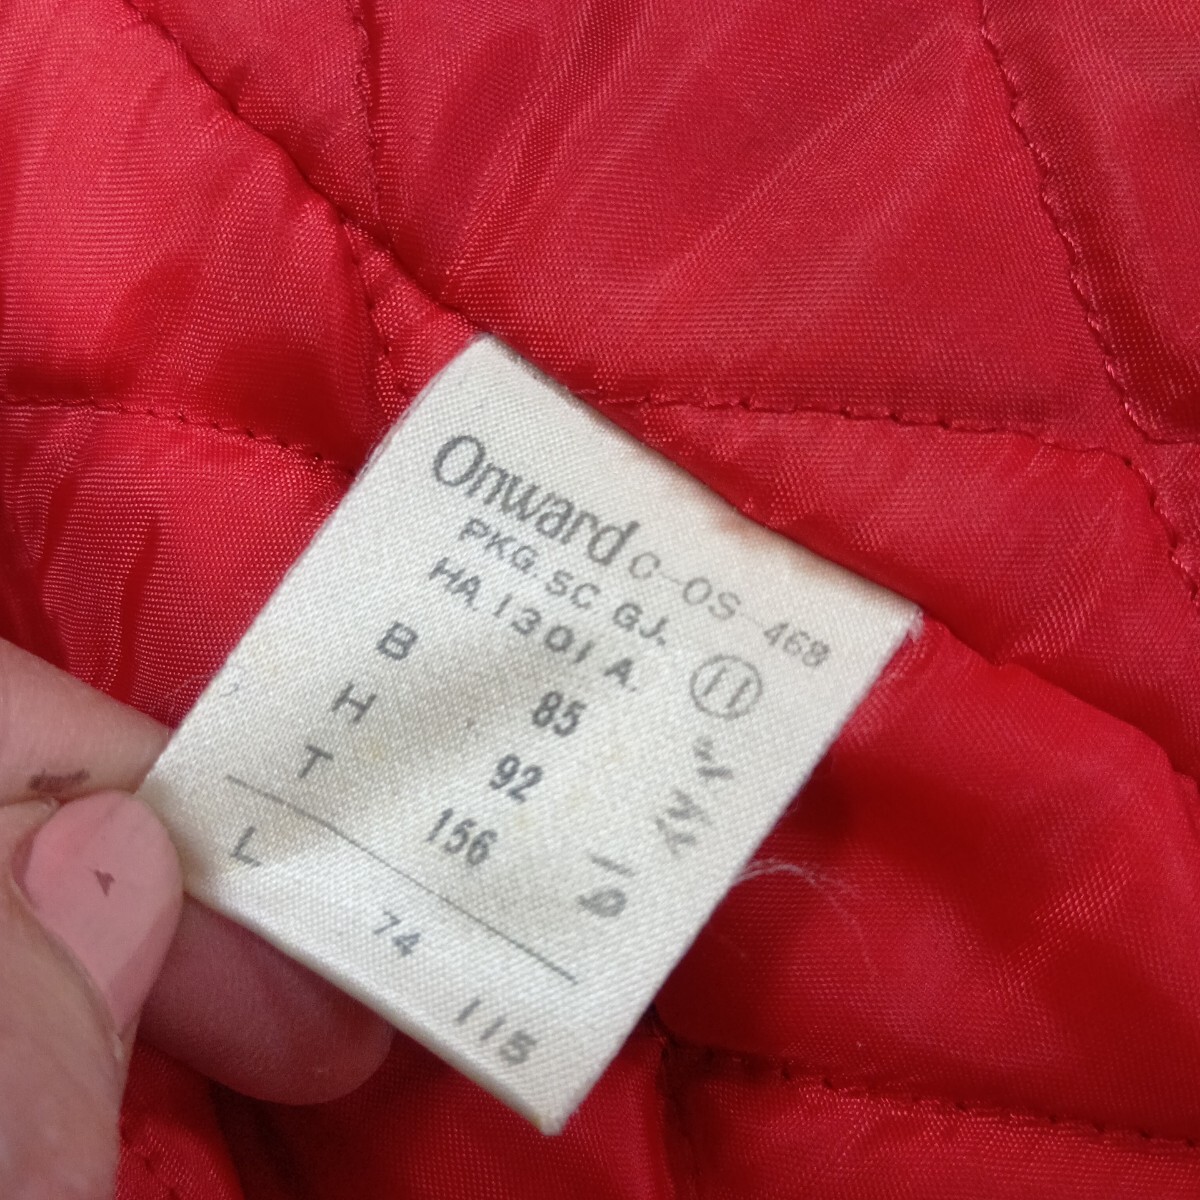 Onward C-OS-468
PKG. SC GJ.
HA. 1301 A. 11
B 85
H 92
T 156
L 74 115